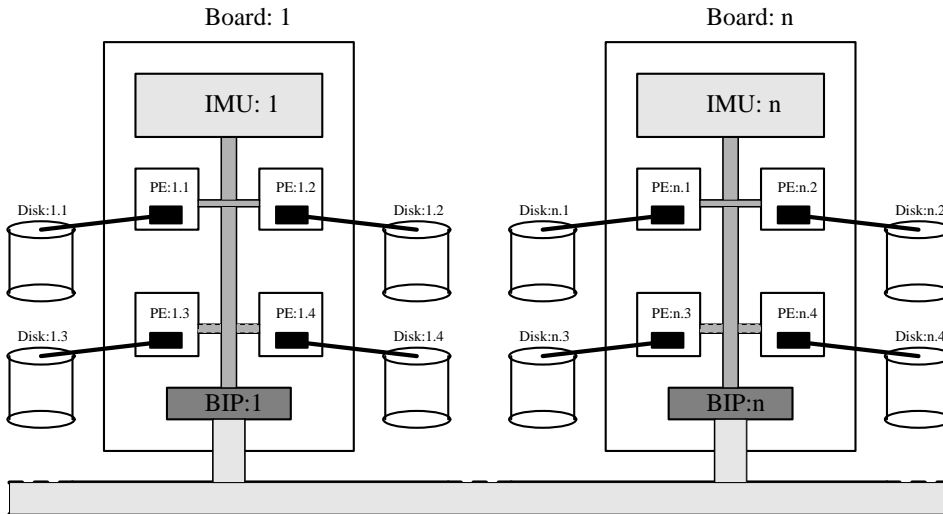 Board: 1
Board: n
IMU: 1
IMU: n
PE:1.1
PE:1.2
PE:n.1
PE:n.2
Disk:1.1
Disk:1.2
Disk:n.1
Disk:n.2
PE:1.3
PE:1.4
PE:n.3
PE:n.4
Disk:1.3
Disk:1.4
Disk:n.3
Disk:n.4
BIP:1
BIP:n